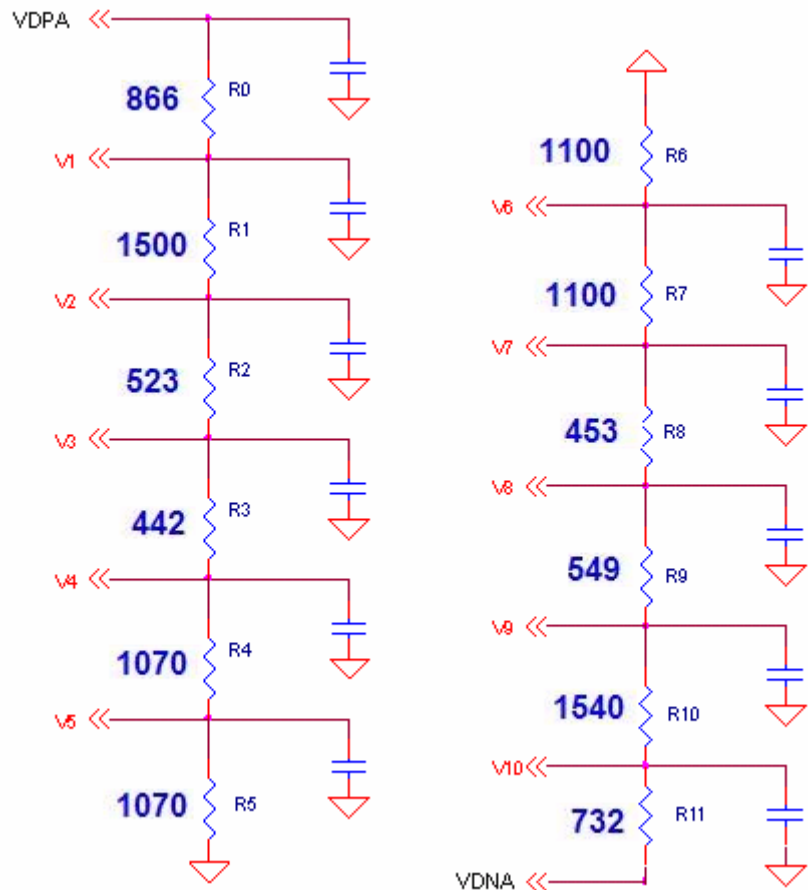 VDPA
866 R0
V1
1500 R1
V2
523 R2
V3
442 R3
V4
1070 R4
V5
1070 R5
1100 R6
V6
1100 R7
V7
453 R8
V8
549 R9
V9
1540 R10
V10
732 R11
VDNA